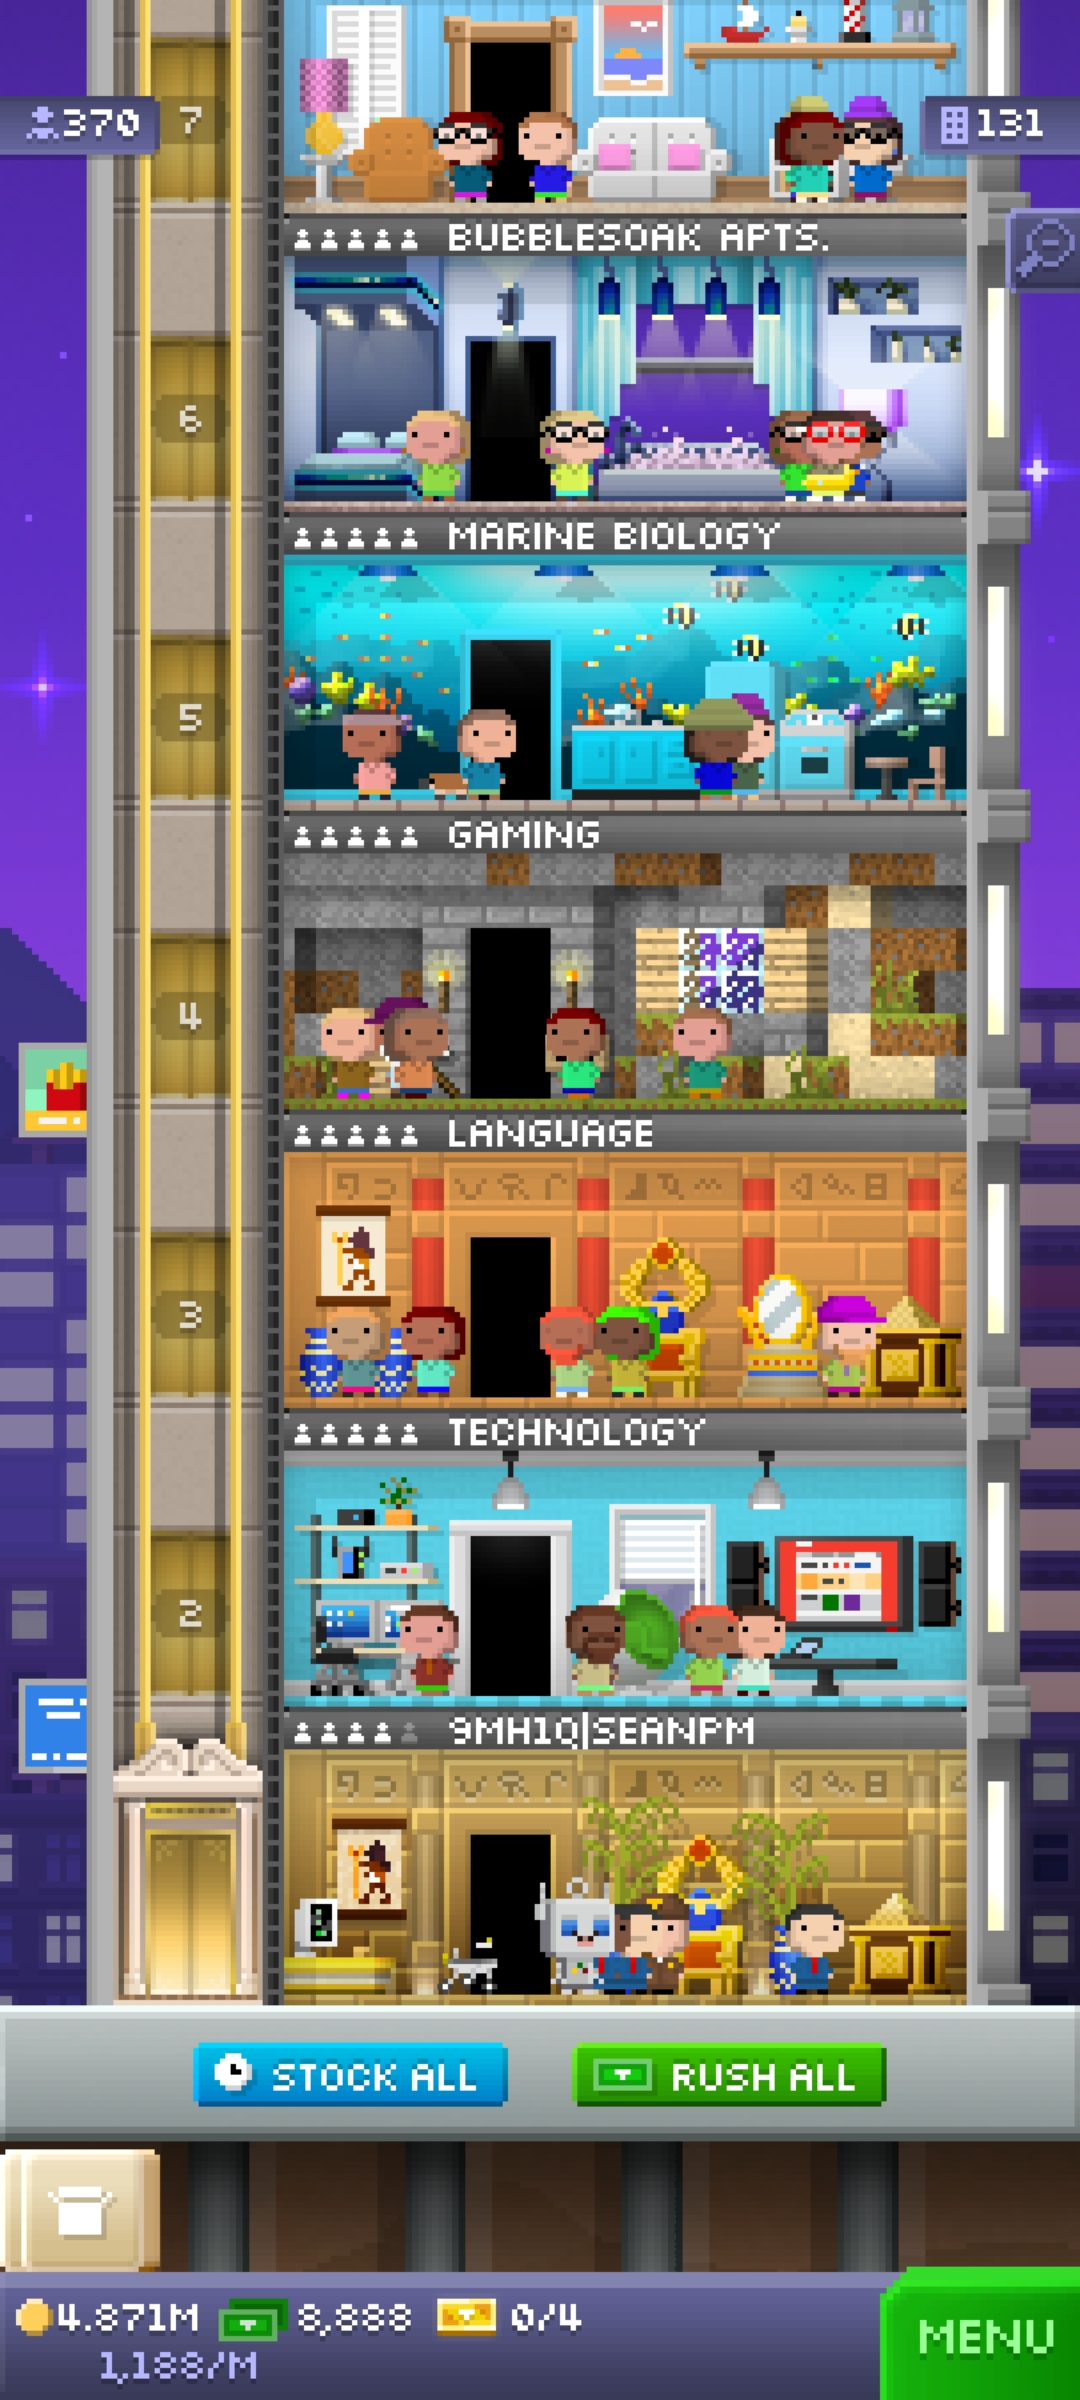 370
7
131
BUBBLESOAK APTS.
6
MARINE BIOLOGY
5
GAMING
4
LANGUAGE
3
TECHNOLOGY
2
9MH1Q|SEANPM
STOCK ALL
RUSH ALL
4.871M
8,888
0/4
1,188/M
MENU